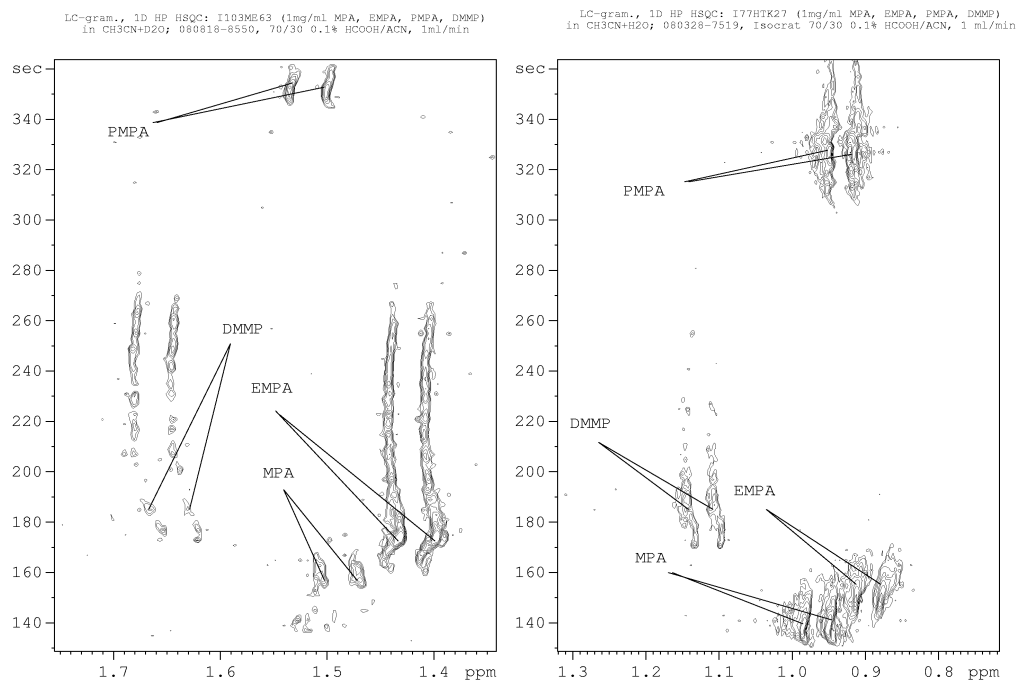 LC-gram., 1D HP HSQC: I103ME63 (1mg/ml MPA, EMPA, PMPA, DMMP)
in CH3CN+D2O; 080818-8550, 70/30 0.1% HCOOH/ACN, 1ml/min
sec
340
320
300
280
260
240
220
200
180
160
140
PMPA
DMMP
EMPA
MPA
1.7
1.6
1.5
1.4
ppm
LC-gram., 1D HP HSQC: I77HTK27 (1mg/ml MPA, EMPA, PMPA, DMMP)
in CH3CN+H2O; 080328-7519, Isocrat 70/30 0.1% HCOOH/ACN, 1 ml/min
sec
340
320
300
280
260
240
220
200
180
160
140
PMPA
DMMP
EMPA
MPA
1.3
1.2
1.1
1.0
0.9
0.8
ppm